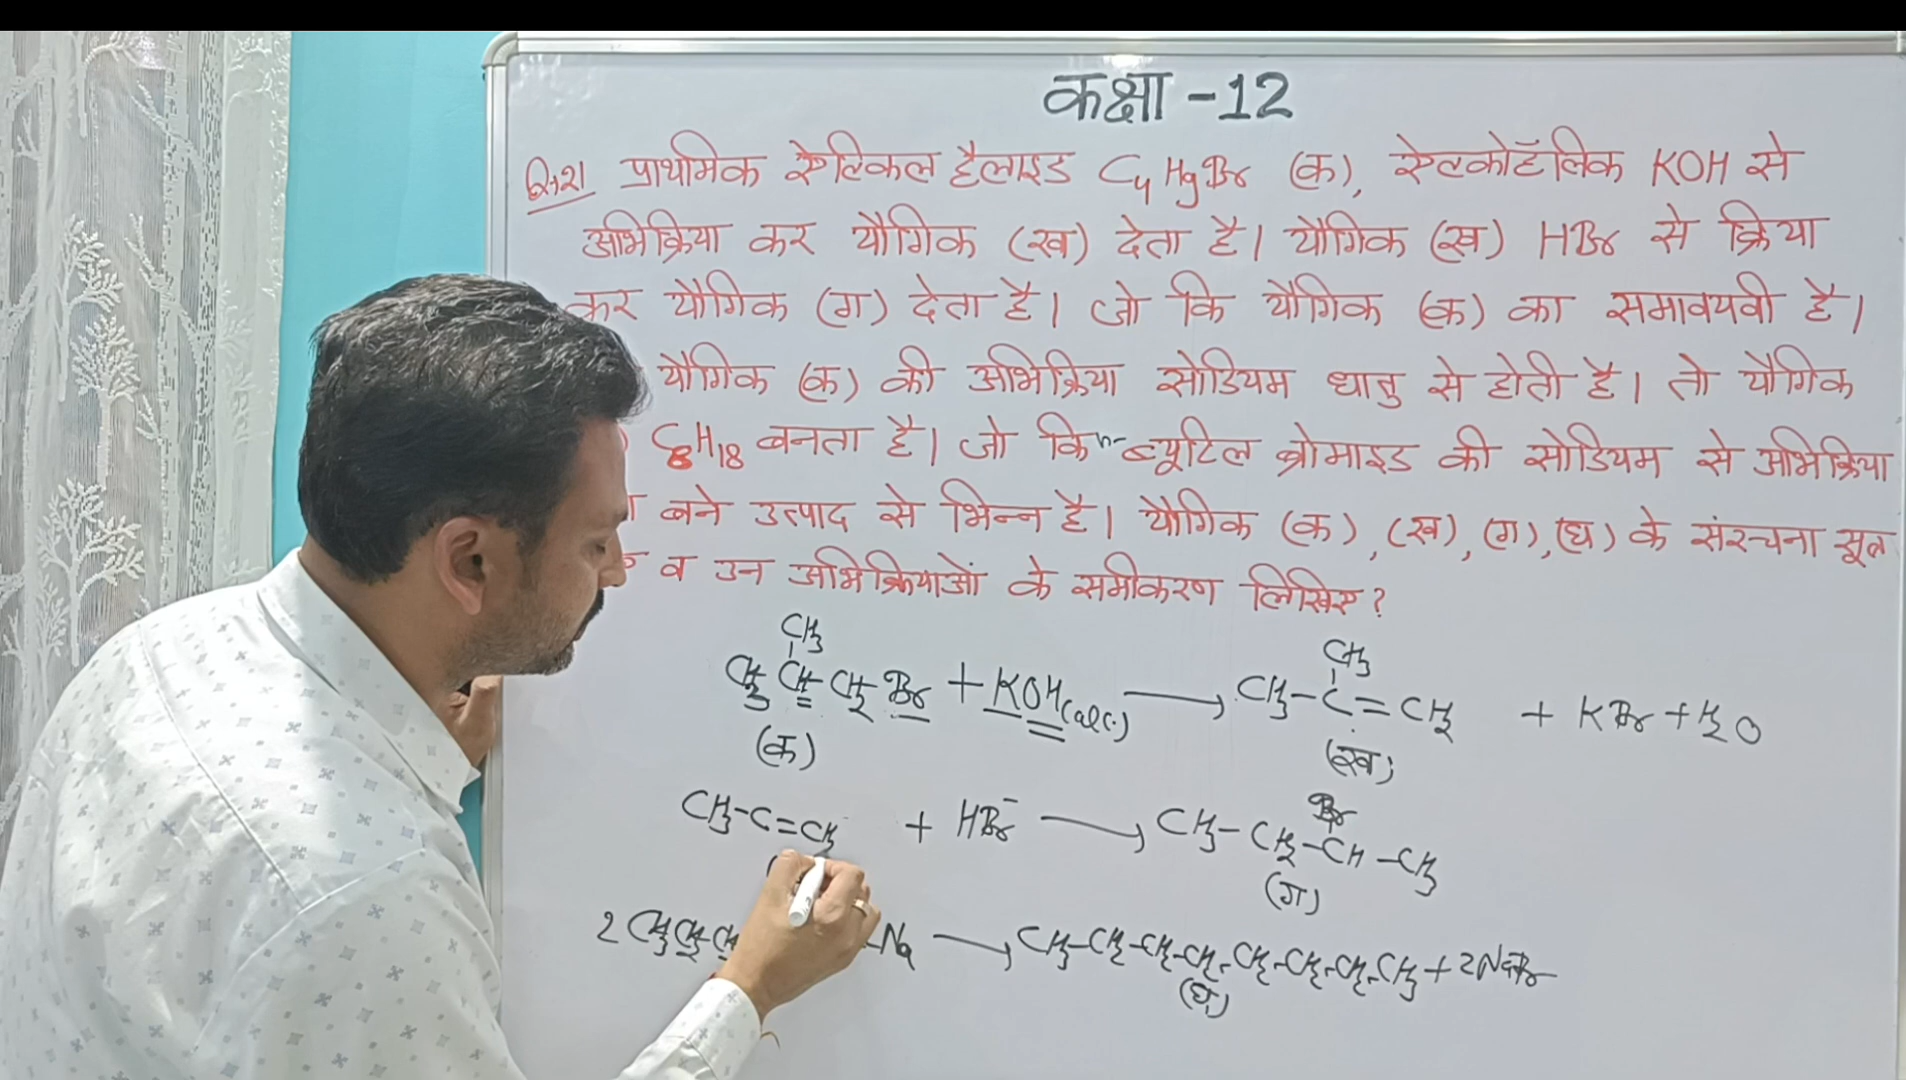 कक्षा -12
प्र०21 प्राथमिक ऐल्किल हैलाइड C4H9Br (क), ऐल्कोहॉलिक KOH से
अभिक्रिया कर यौगिक (ख) देता है। यौगिक (ख) HBr से क्रिया
कर यौगिक (ग) देता है। जो कि यौगिक (क) का समावयवी है।
यौगिक (क) की अभिक्रिया सोडियम धातु से होती है। तो यौगिक
C8H18 बनता है। जो कि n- ब्यूटिल ब्रोमाइड की सोडियम से अभिक्रिया
बने उत्पाद से भिन्न है। यौगिक (क), (ख), (ग), (घ) के संरचना सूत्र
व उन अभिक्रियाओं के समीकरण लिखिए?
CH3 CH3
CH3-CH-CH2-Br + KOH(alc.) ⟶ CH3-C=CH2 + KBr + H2O
(क) (ख)
Br
CH3-C=CH2 + HBr⁻ ⟶ CH3-CH2-CH-CH3
(ग)
2CH3CH2-CH -Na ⟶ CH3-CH2-CH2-CH2-CH2-CH2-CH2-CH3 + 2NaBr
(घ)